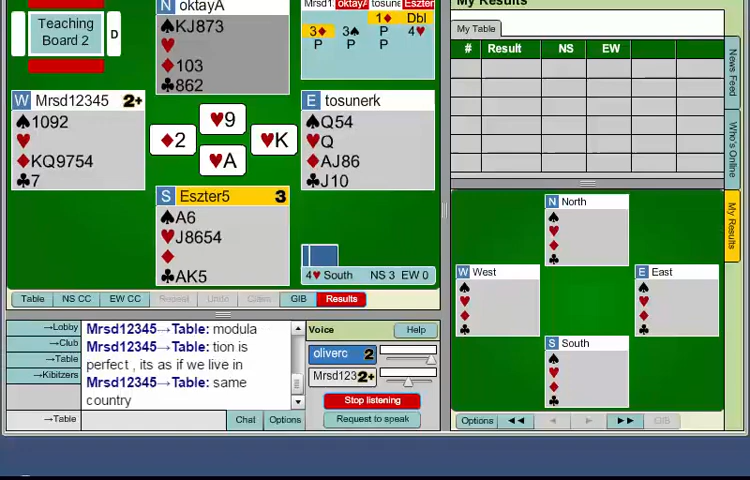 My Results
N oktayA
Mrsd1: oktayA tosun Eszter
Teaching
Board 2
D
♠KJ873
♥
♦103
♣862
1♦ Dbl
3♦ 3♠ P 4♥
P P P
My Table
# Result NS EW
W Mrsd12345 2+
♠1092
♥
♦KQ9754
♣7
♥9
♦2
♥K
♥A
E tosunerk
♠Q54
♥Q
♦AJ86
♣J10
S Eszter5 3
♠A6
♥J8654
♦
♣AK5
4♥ South NS 3 EW 0
Table NS CC EW CC Repeat Undo Claim GIB Results
News Feed
Who's Online
My Results
N North
♠
♥
♦
♣
W West
♠
♥
♦
♣
E East
♠
♥
♦
♣
S South
♠
♥
♦
♣
→Lobby
→Club
→Table
→Kibitzers
Mrsd12345→Table: modula
Mrsd12345→Table: tion is
perfect , its as if we live in
Mrsd12345→Table: same
country
→Table
Chat Options
Voice Help
oliverc 2
Mrsd123 2+
Stop listening
Request to speak
Options ◄◄ ◄ ► ►► GIB